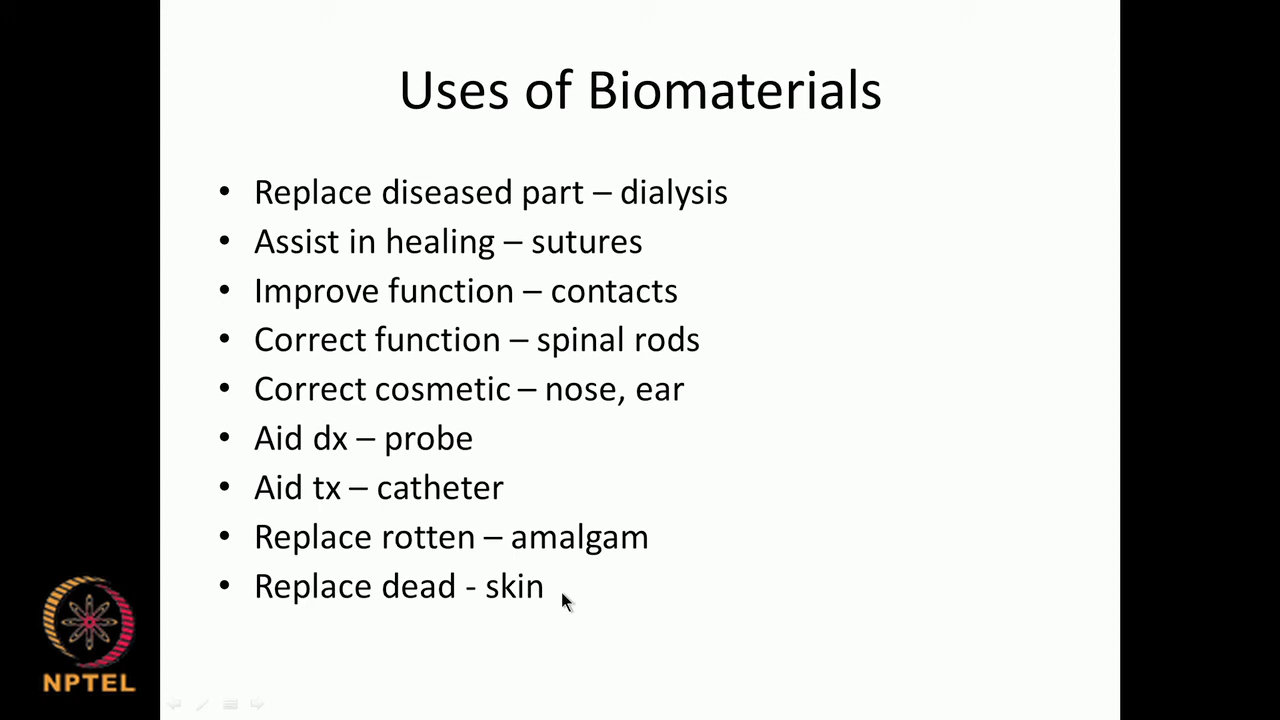 Uses of Biomaterials
• Replace diseased part – dialysis
• Assist in healing – sutures
• Improve function – contacts
• Correct function – spinal rods
• Correct cosmetic – nose, ear
• Aid dx – probe
• Aid tx – catheter
• Replace rotten – amalgam
• Replace dead - skin
NPTEL